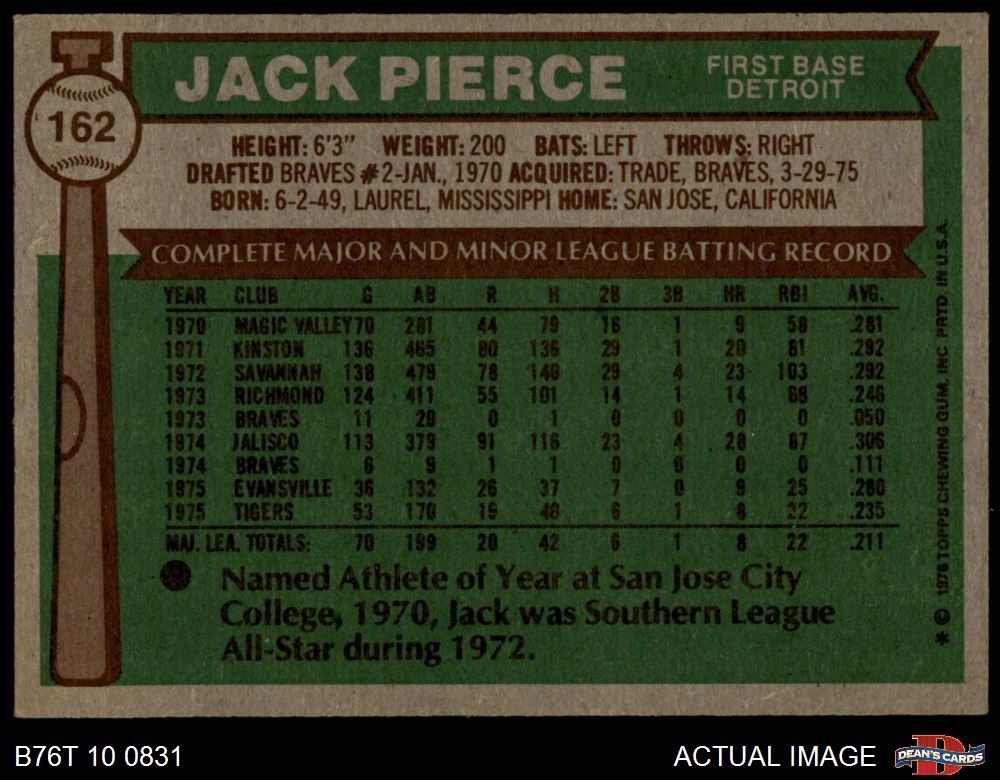 JACK PIERCE
FIRST BASE
DETROIT
162
HEIGHT: 6'3" WEIGHT: 200 BATS: LEFT THROWS: RIGHT
DRAFTED BRAVES #2-JAN., 1970 ACQUIRED: TRADE, BRAVES, 3-29-75
BORN: 6-2-49, LAUREL, MISSISSIPPI HOME: SAN JOSE, CALIFORNIA
COMPLETE MAJOR AND MINOR LEAGUE BATTING RECORD
YEAR CLUB G AB R H 2B 3B HR RBI AVG.
1970 MAGIC VALLEY 70 281 44 79 16 1 9 58 .281
1971 KINSTON 136 465 80 136 29 1 20 81 .292
1972 SAVANNAH 138 479 78 140 29 4 23 103 .292
1973 RICHMOND 124 411 55 101 14 1 14 68 .246
1973 BRAVES 11 20 0 1 0 0 0 0 .050
1974 JALISCO 113 379 91 116 23 4 28 87 .306
1974 BRAVES 6 9 1 1 0 0 0 0 .111
1975 EVANSVILLE 36 132 26 37 7 0 9 25 .280
1975 TIGERS 53 170 19 40 6 1 8 22 .235
MAJ. LEA. TOTALS: 70 199 20 42 6 1 8 22 .211
Named Athlete of Year at San Jose City
College, 1970, Jack was Southern League
All-Star during 1972.
* © 1976 TOPPS CHEWING GUM, INC. PRTD. IN U.S.A.
B76T 10 0831
ACTUAL IMAGE
DEAN'S CARDS